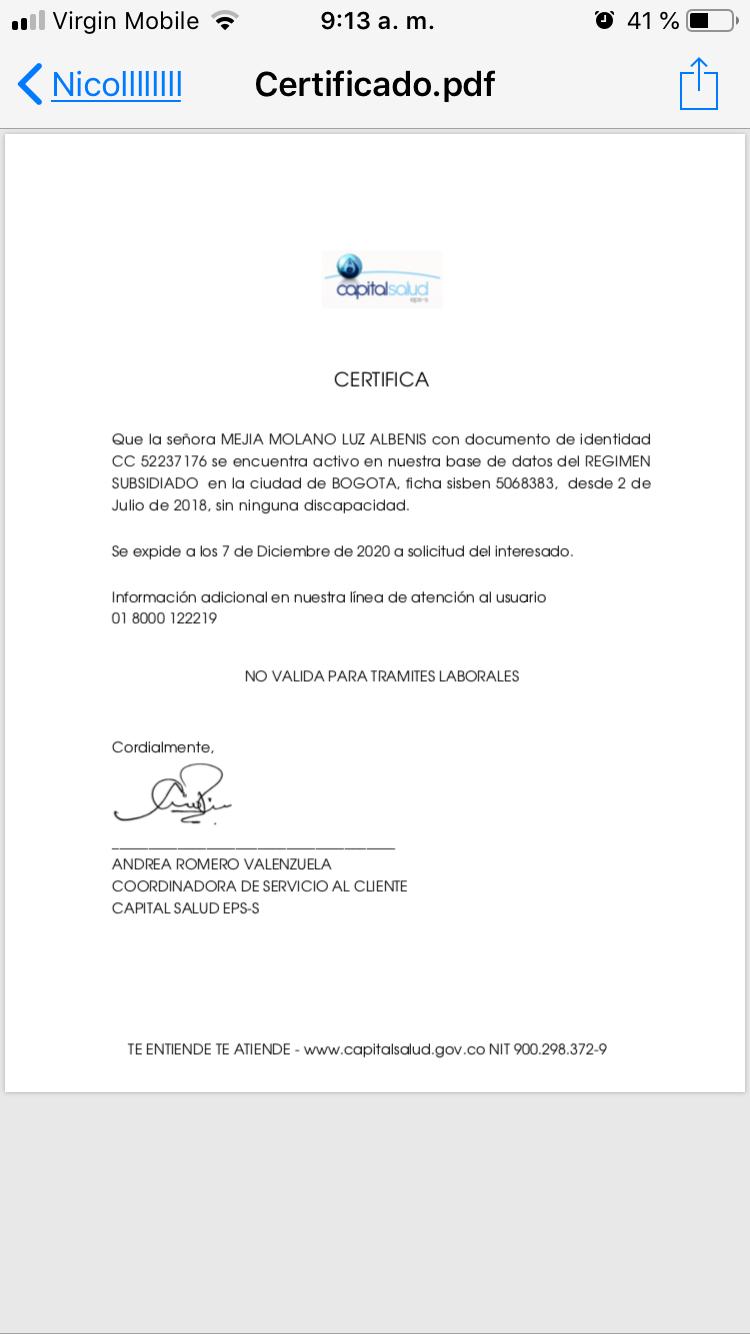 Virgin Mobile 9:13 a. m. 41 %
Nicollllllll Certificado.pdf
capitalsalud
eps-s
CERTIFICA
Que la señora MEJIA MOLANO LUZ ALBENIS con documento de identidad
CC 52237176 se encuentra activo en nuestra base de datos del REGIMEN
SUBSIDIADO en la ciudad de BOGOTA, ficha sisben 5068383, desde 2 de
Julio de 2018, sin ninguna discapacidad.
Se expide a los 7 de Diciembre de 2020 a solicitud del interesado.
Información adicional en nuestra línea de atención al usuario
01 8000 122219
NO VALIDA PARA TRAMITES LABORALES
Cordialmente,
ANDREA ROMERO VALENZUELA
COORDINADORA DE SERVICIO AL CLIENTE
CAPITAL SALUD EPS-S
TE ENTIENDE TE ATIENDE - www.capitalsalud.gov.co NIT 900.298.372-9